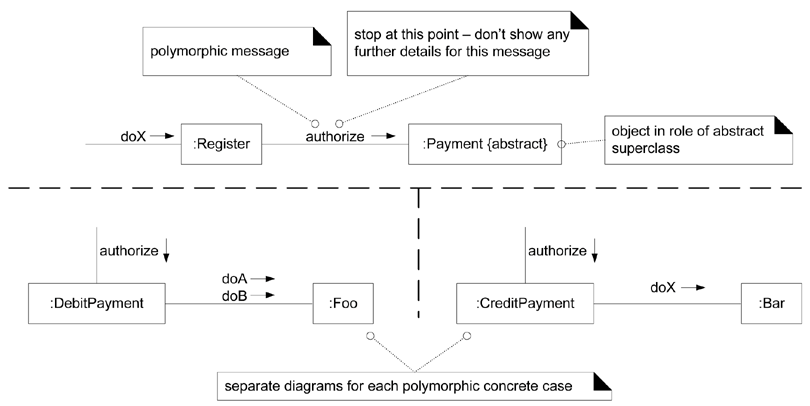 polymorphic message
stop at this point – don't show any
further details for this message
doX
:Register
authorize
:Payment {abstract}
object in role of abstract
superclass
authorize
:DebitPayment
doA
doB
:Foo
authorize
:CreditPayment
doX
:Bar
separate diagrams for each polymorphic concrete case